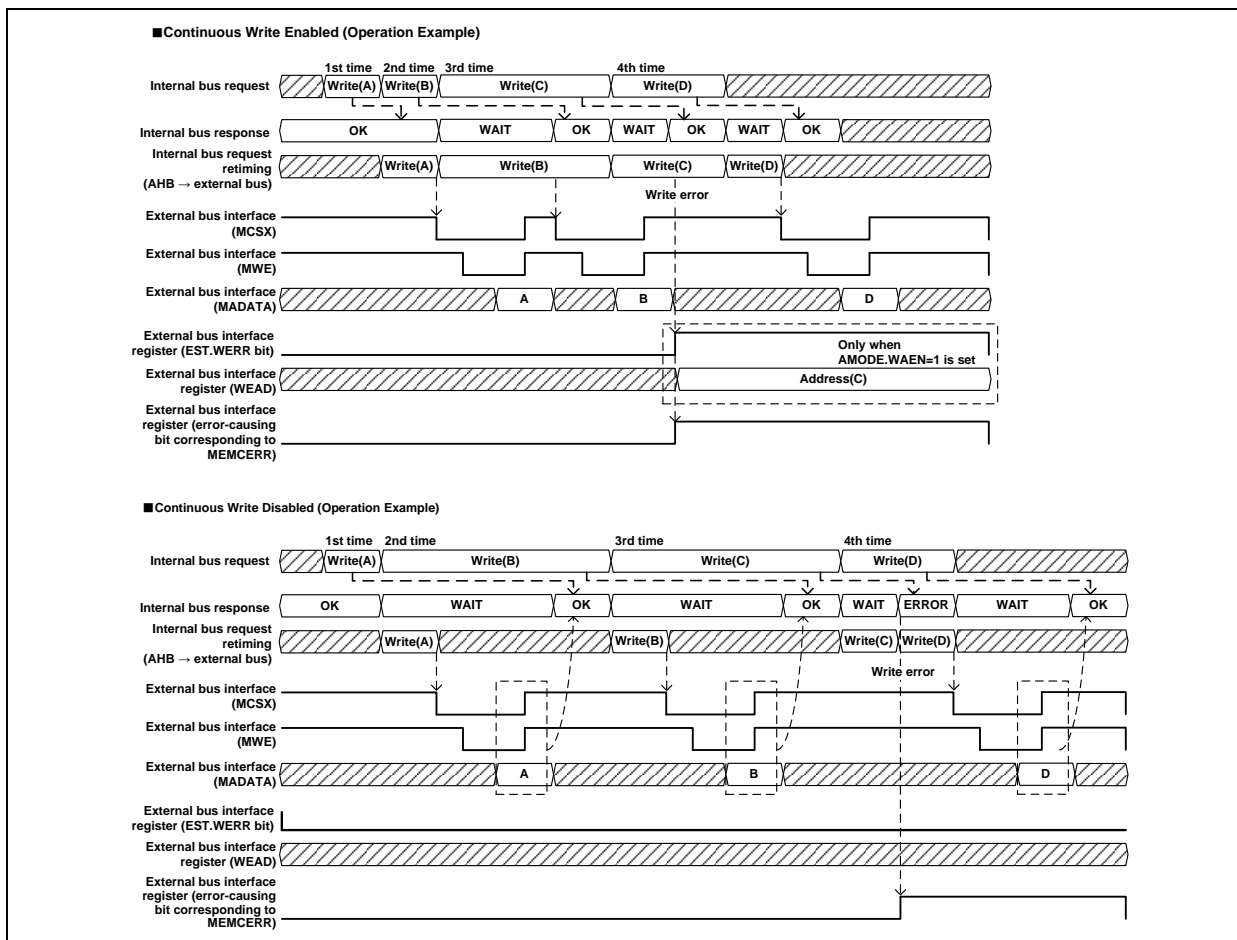 ■Continuous Write Enabled (Operation Example)
1st time 2nd time 3rd time 4th time
Internal bus request Write(A) Write(B) Write(C) Write(D)
Internal bus response OK WAIT OK WAIT OK WAIT OK
Internal bus request
retiming
(AHB → external bus) Write(A) Write(B) Write(C) Write(D)
Write error
External bus interface
(MCSX)
External bus interface
(MWE)
External bus interface
(MADATA) A B D
External bus interface
register (EST.WERR bit)
Only when
AMODE.WAEN=1 is set
External bus interface
register (WEAD) Address(C)
External bus interface
register (error-causing
bit corresponding to
MEMCERR)
■Continuous Write Disabled (Operation Example)
1st time 2nd time 3rd time 4th time
Internal bus request Write(A) Write(B) Write(C) Write(D)
Internal bus response OK WAIT OK WAIT OK WAIT ERROR WAIT OK
Internal bus request
retiming
(AHB → external bus) Write(A) Write(B) Write(C) Write(D)
Write error
External bus interface
(MCSX)
External bus interface
(MWE)
External bus interface
(MADATA) A B D
External bus interface
register (EST.WERR bit)
External bus interface
register (WEAD)
External bus interface
register (error-causing
bit corresponding to
MEMCERR)